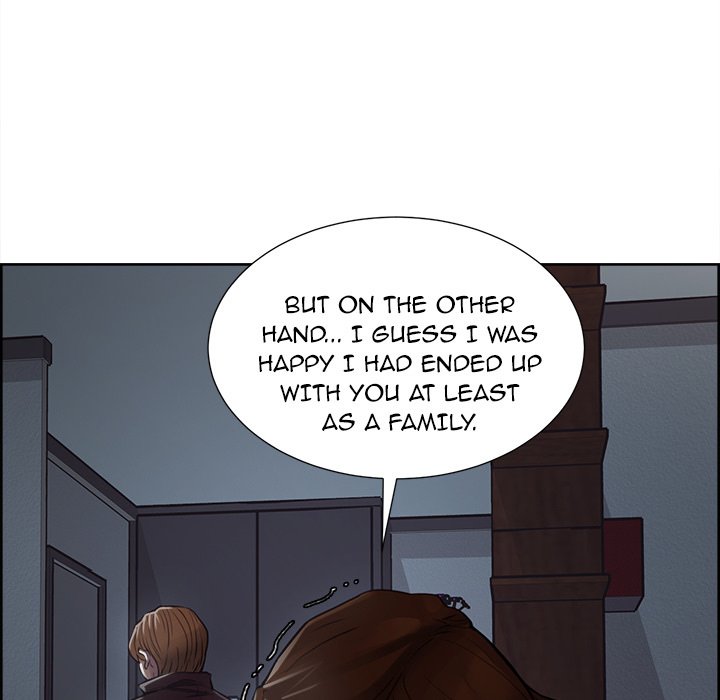 BUT ON THE OTHER
HAND... I GUESS I WAS
HAPPY I HAD ENDED UP
WITH YOU AT LEAST
AS A FAMILY.